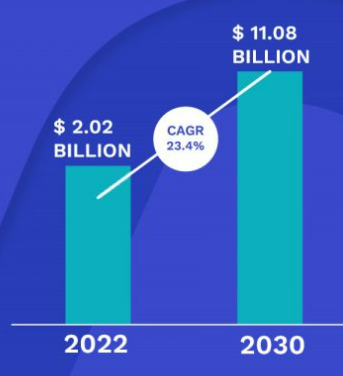 $ 11.08
BILLION
$ 2.02
BILLION
CAGR
23.4%
2022
2030